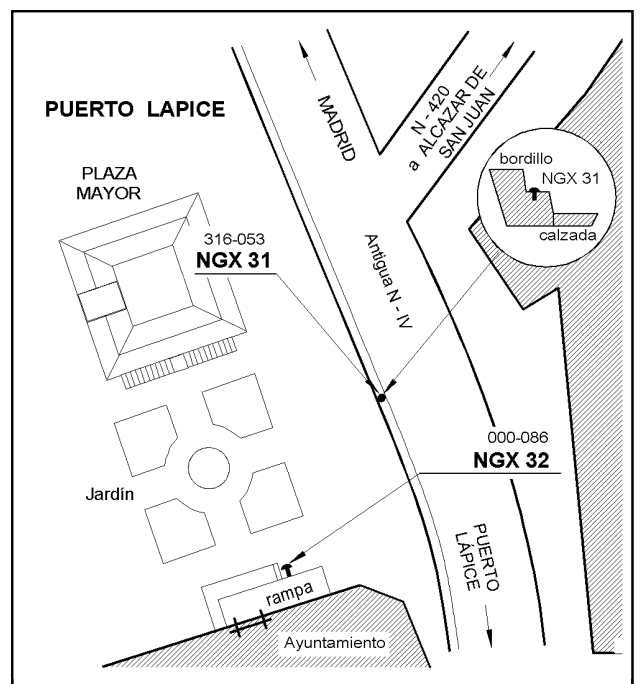 PUERTO LAPICE
PLAZA
MAYOR
MADRID
N - 420
a ALCAZAR DE
SAN JUAN
bordillo
NGX 31
calzada
316-053
NGX 31
Antigua N - IV
000-086
NGX 32
Jardín
PUERTO
LÁPICE
rampa
Ayuntamiento